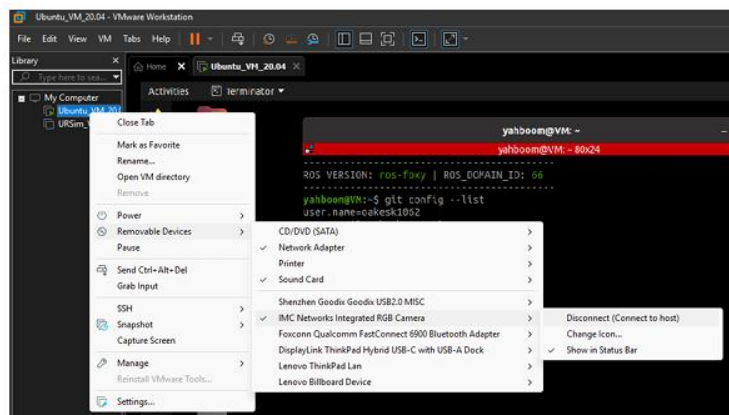 Ubuntu_VM_20.04 - VMware Workstation
File Edit View VM Tabs Help
Library
Type here to sea...
Home
Ubuntu_VM_20.04
My Computer
Ubuntu_VM_20.
URSim_
Activities
Terminator
yahboom@VM: ~
yahboom@VM: ~ 80x24
ROS VERSION: ros-foxy | ROS_DOMAIN_ID: 66
yahboom@VM:~$ git config --list
user.name=oakesk1062
Close Tab
Mark as Favorite
Rename...
Open VM directory
Remove
Power
Removable Devices
Pause
Send Ctrl+Alt+Del
Grab Input
SSH
Snapshot
Capture Screen
Manage
Reinstall VMware Tools...
Settings...
CD/DVD (SATA)
Network Adapter
Printer
Sound Card
Shenzhen Goodix Goodix USB2.0 MISC
IMC Networks Integrated RGB Camera
Foxconn Qualcomm FastConnect 6900 Bluetooth Adapter
DisplayLink ThinkPad Hybrid USB-C with USB-A Dock
Lenovo ThinkPad Lan
Lenovo Billboard Device
Disconnect (Connect to host)
Change Icon...
Show in Status Bar